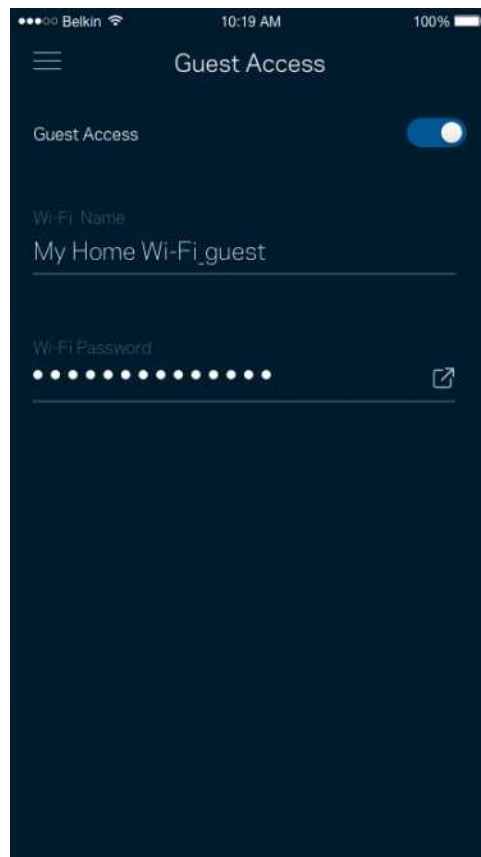 Belkin 10:19 AM 100%
Guest Access
Guest Access
Wi-Fi Name
My Home Wi-Fi_guest
Wi-Fi Password
••••••••••••••